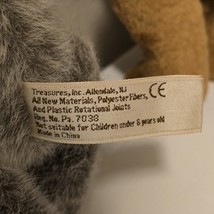 Treasures, Inc. Allendale, NJ
All New Materials, Polyester Fibers,
And Plastic Rotational Joints
Reg. No. Pa. 7038
Not suitable for Children under 6 years old
Made in China
CE